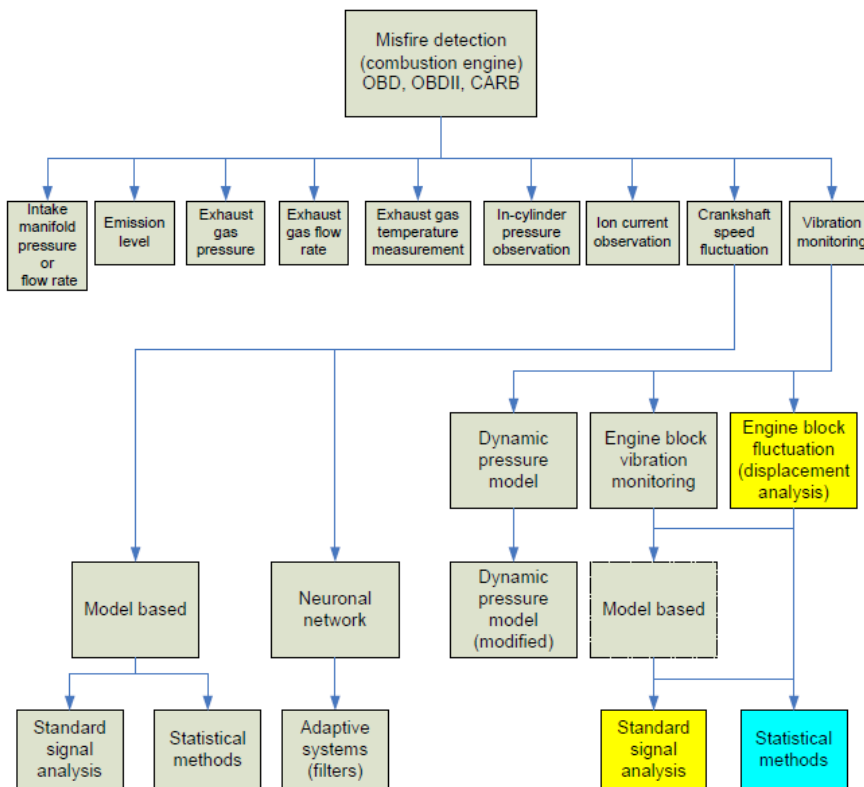 Misfire detection
(combustion engine)
OBD, OBDII, CARB
Intake
manifold
pressure
or
flow rate
Emission
level
Exhaust
gas
pressure
Exhaust
gas flow
rate
Exhaust gas
temperature
measurement
In-cylinder
pressure
observation
Ion current
observation
Crankshaft
speed
fluctuation
Vibration
monitoring
Dynamic
pressure
model
Engine block
vibration
monitoring
Engine block
fluctuation
(displacement
analysis)
Model based
Neuronal
network
Dynamic
pressure
model
(modified)
Model based
Standard
signal
analysis
Statistical
methods
Adaptive
systems
(filters)
Standard
signal
analysis
Statistical
methods